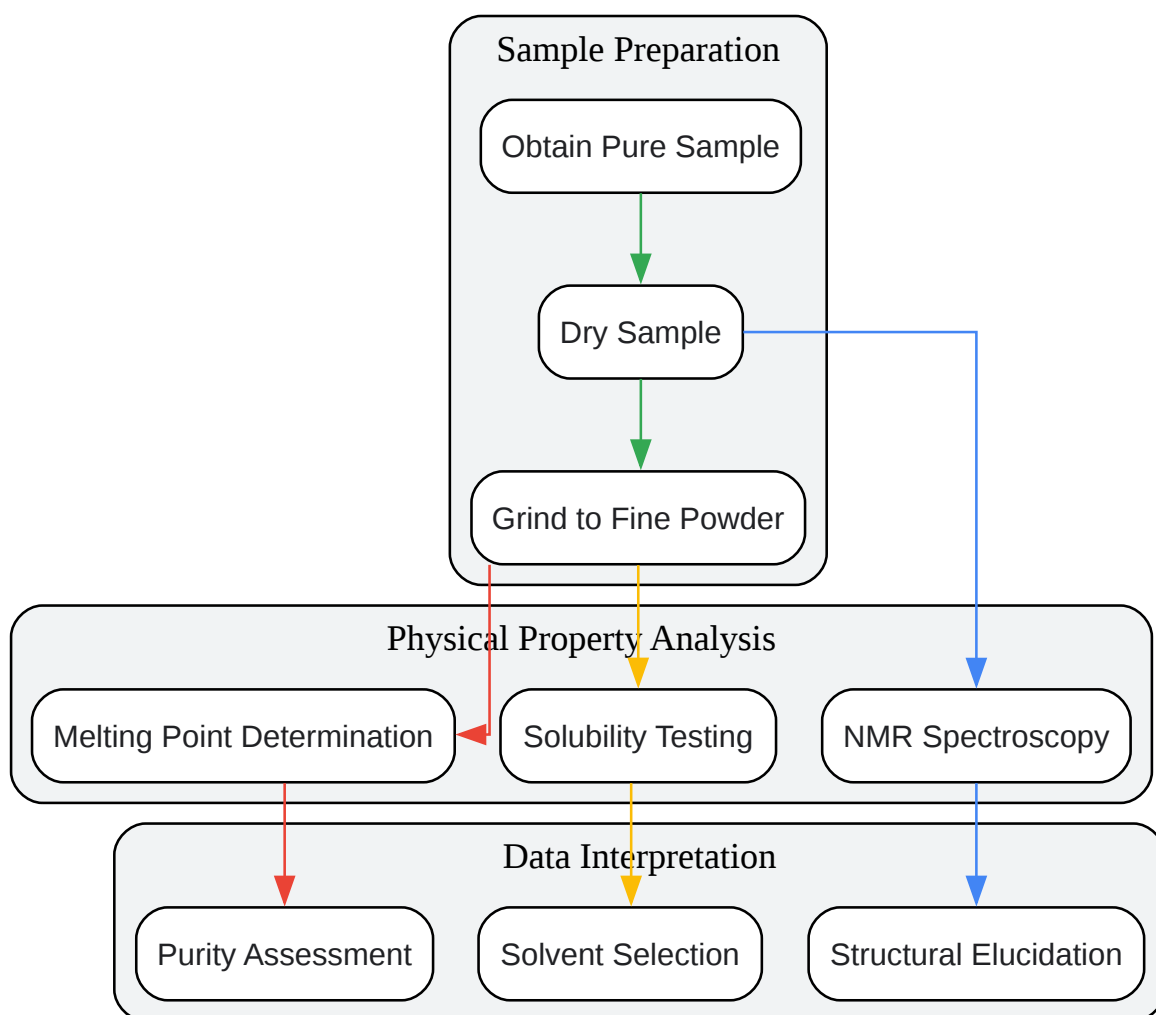 Sample Preparation
Obtain Pure Sample
Dry Sample
Grind to Fine Powder
Physical Property Analysis
Melting Point Determination
Solubility Testing
NMR Spectroscopy
Data Interpretation
Purity Assessment
Solvent Selection
Structural Elucidation